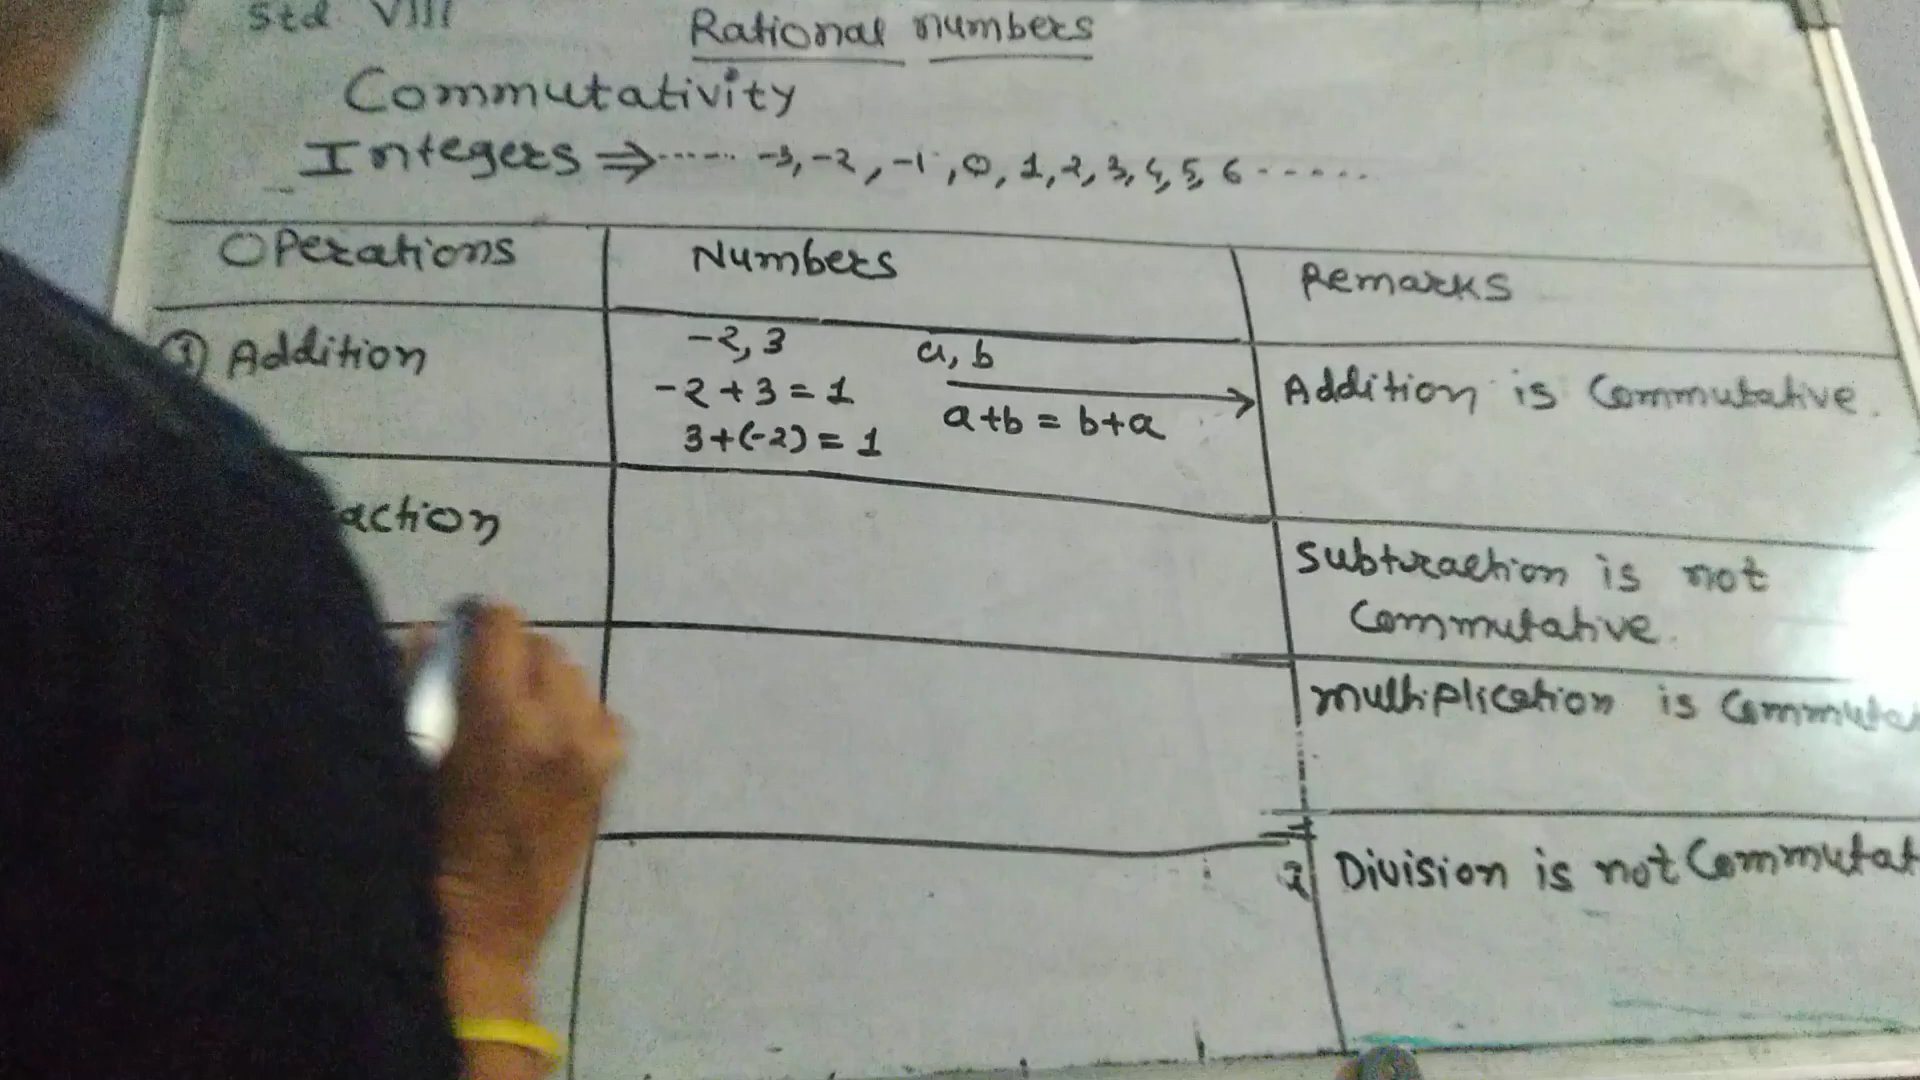 Std VIII
Rational numbers
Commutativity
Integers ⇒ ...... -3, -2, -1, 0, 1, 2, 3, 4, 5, 6 ......
Operations Numbers Remarks
① Addition
-2, 3
-2+3=1
3+(-2)=1
a, b
a+b = b+a
Addition is Commutative.
action
Subtraction is not
Commutative.
multiplication is Commuta
Division is not Commutat